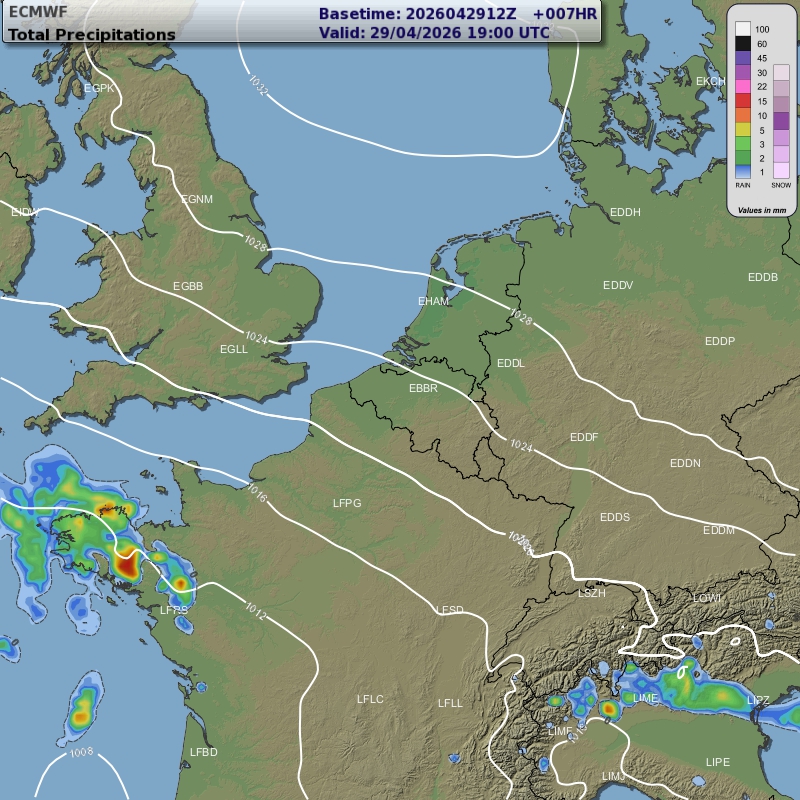 ECMWF
Total Precipitations
Basetime: 2026042912Z +007HR
Valid: 29/04/2026 19:00 UTC
100
60
45
30
22
15
10
5
3
2
1
RAIN SNOW
Values in mm
1032
EGPK
EKCH
EGNM
EIDW
EDDH
1028
EGBB
EDDV
EDDB
EHAM
1028
1024
EGLL
EDDP
EDDL
EBBR
EDDF
1024
EDDN
1016
LFPG
EDDS
EDDM
LSZH
LOWI
LFRS
1012
LFSD
LFLC
LFLL
LIME
LIPZ
LIMF
LFBD
1008
LIPE
LIMJ